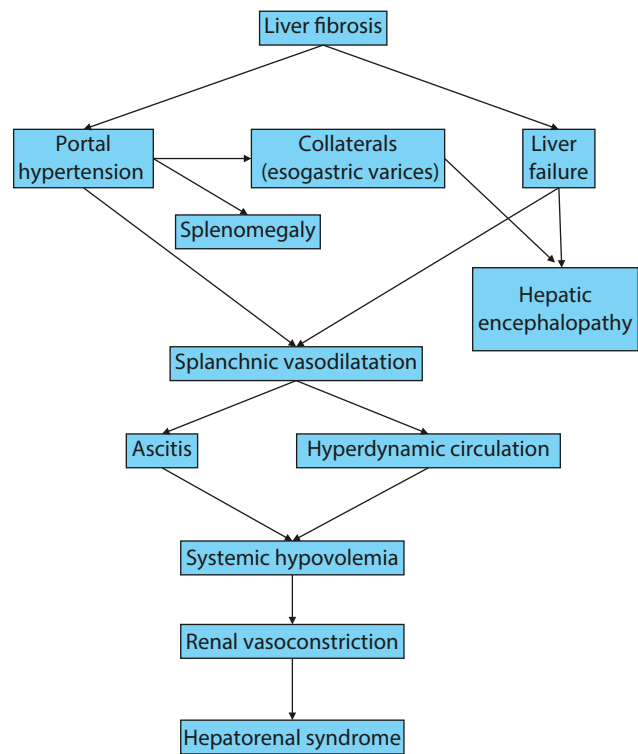 Liver fibrosis
Portal
hypertension
Collaterals
(esogastric varices)
Liver
failure
Splenomegaly
Hepatic
encephalopathy
Splanchnic vasodilatation
Ascitis
Hyperdynamic circulation
Systemic hypovolemia
Renal vasoconstriction
Hepatorenal syndrome